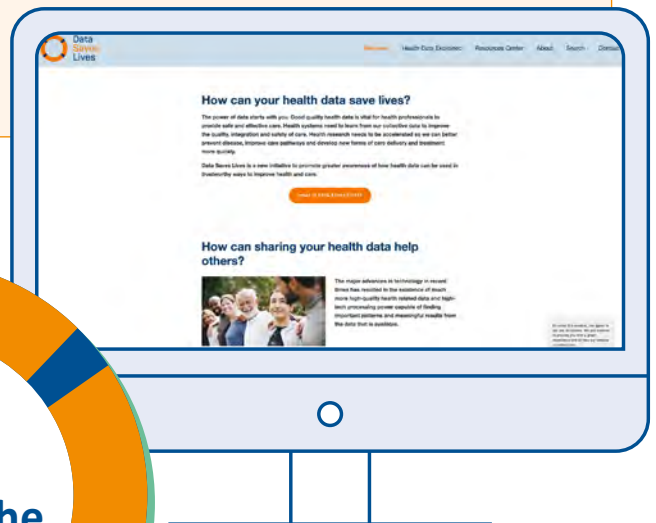 Data
Saves
Lives
Welcome Health Data Explained Resources Center About Search Contact
How can your health data save lives?
The power of data starts with you. Good quality health data is vital for health professionals to
provide safe and effective care. Health systems need to learn from our collective data to improve
the quality, integration and safety of care. Health research needs to be accelerated so we can better
prevent disease, improve care pathways and develop new forms of care delivery and treatment
more quickly.
Data Saves Lives is a new initiative to promote greater awareness of how health data can be used in
trustworthy ways to improve health and care.
How can sharing your health data help
others?
The major advances in technology in recent
times has resulted in the existence of much
more high-quality health related data and high-
tech processing power capable of finding
important patterns and meaningful results from
the data that is available.
he